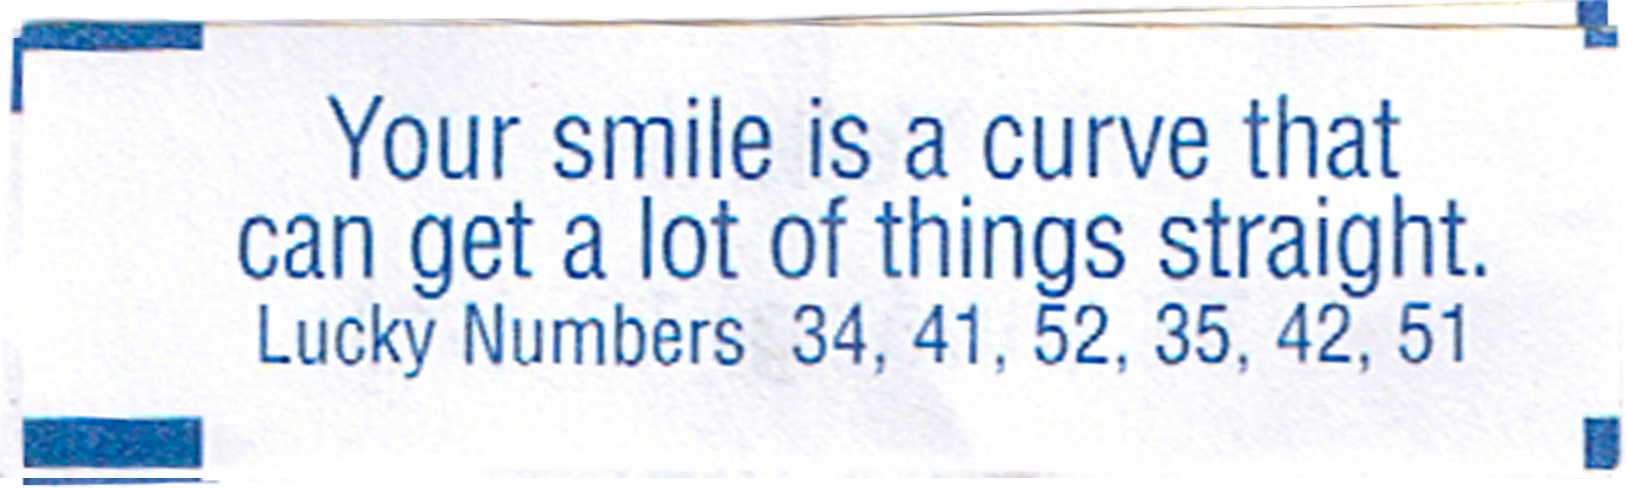 Your smile is a curve that
can get a lot of things straight.
Lucky Numbers 34, 41, 52, 35, 42, 51